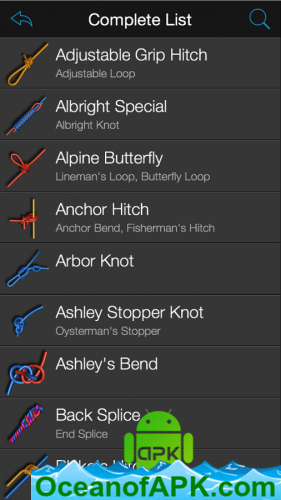 Complete List
Adjustable Grip Hitch
Adjustable Loop
Albright Special
Albright Knot
Alpine Butterfly
Lineman's Loop, Butterfly Loop
Anchor Hitch
Anchor Bend, Fisherman's Hitch
Arbor Knot
Ashley Stopper Knot
Oysterman's Stopper
Ashley's Bend
Back Splice
End Splice
APK
OceanofAPK.com